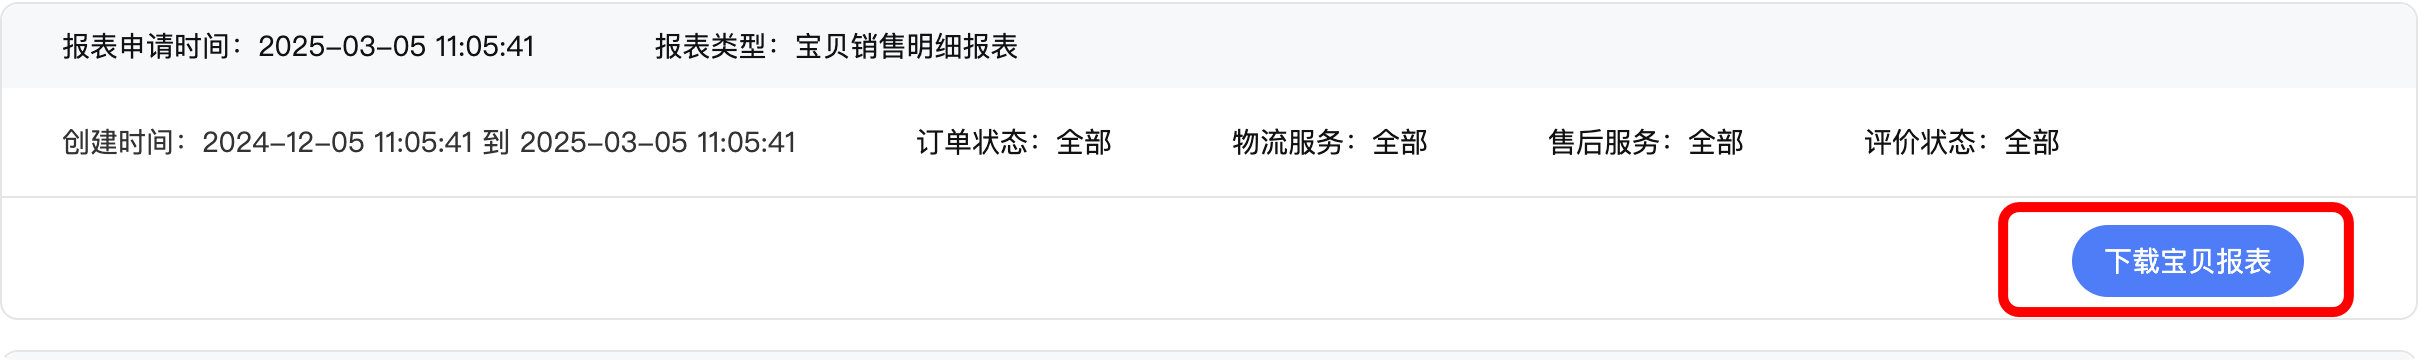 报表申请时间：2025-03-05 11:05:41 报表类型：宝贝销售明细报表
创建时间：2024-12-05 11:05:41 到 2025-03-05 11:05:41 订单状态：全部 物流服务：全部 售后服务：全部 评价状态：全部
下载宝贝报表